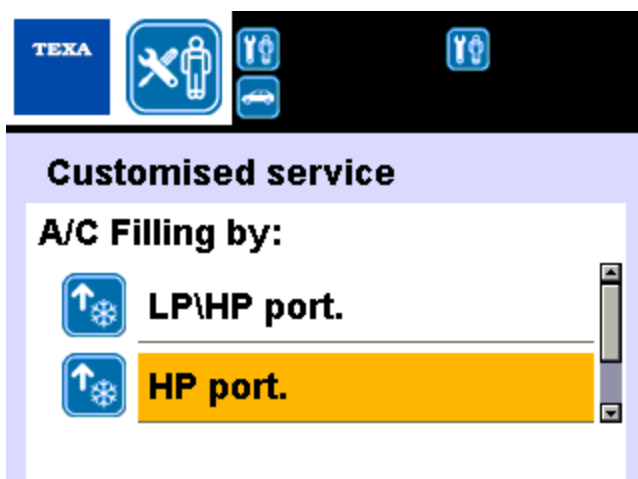 TEXA
Customised service
A/C Filling by:
LP\HP port.
HP port.